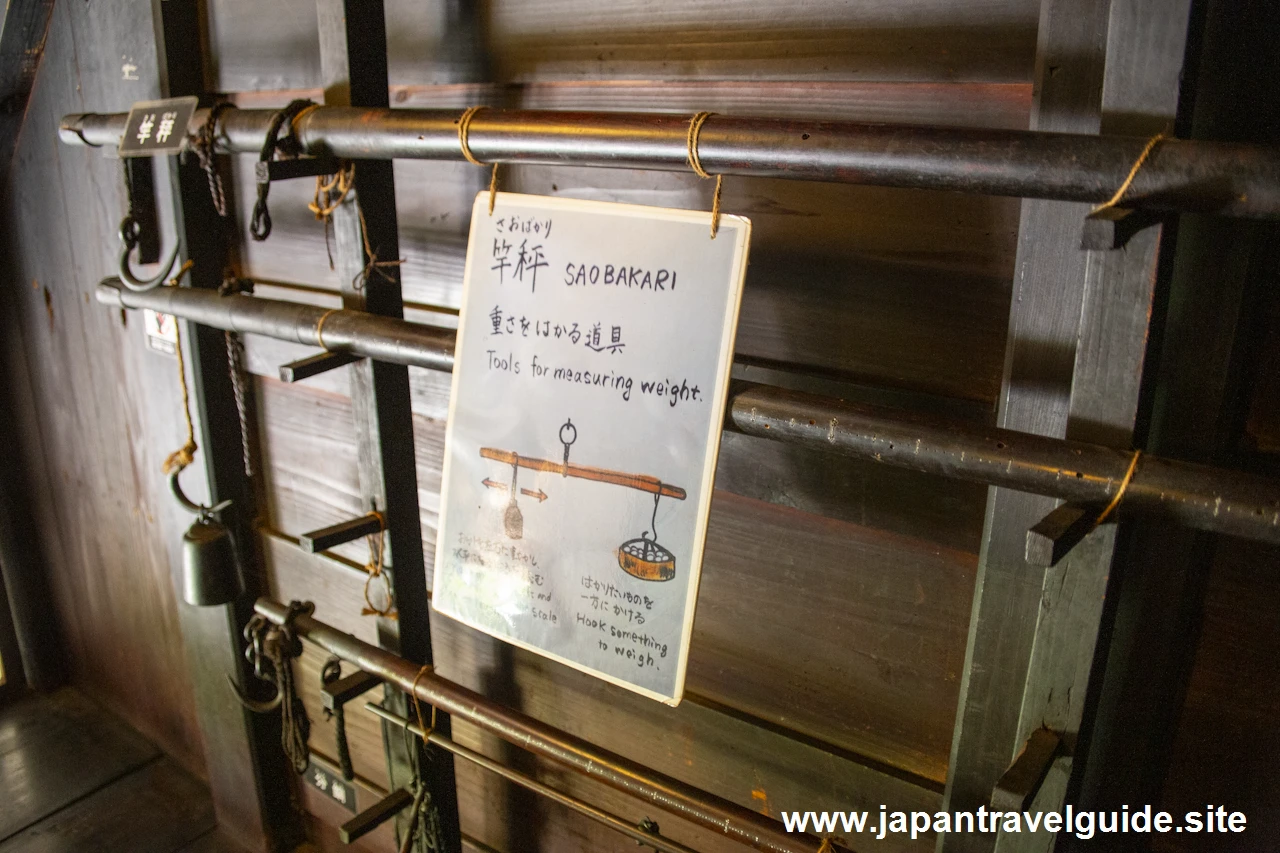 竿秤
さおばかり
竿秤 SAOBAKARI
重さをはかる道具
Tools for measuring weight.
はかりたいものを
一方にかける
Hook something
to weigh.
and
scale
www.japantravelguide.site